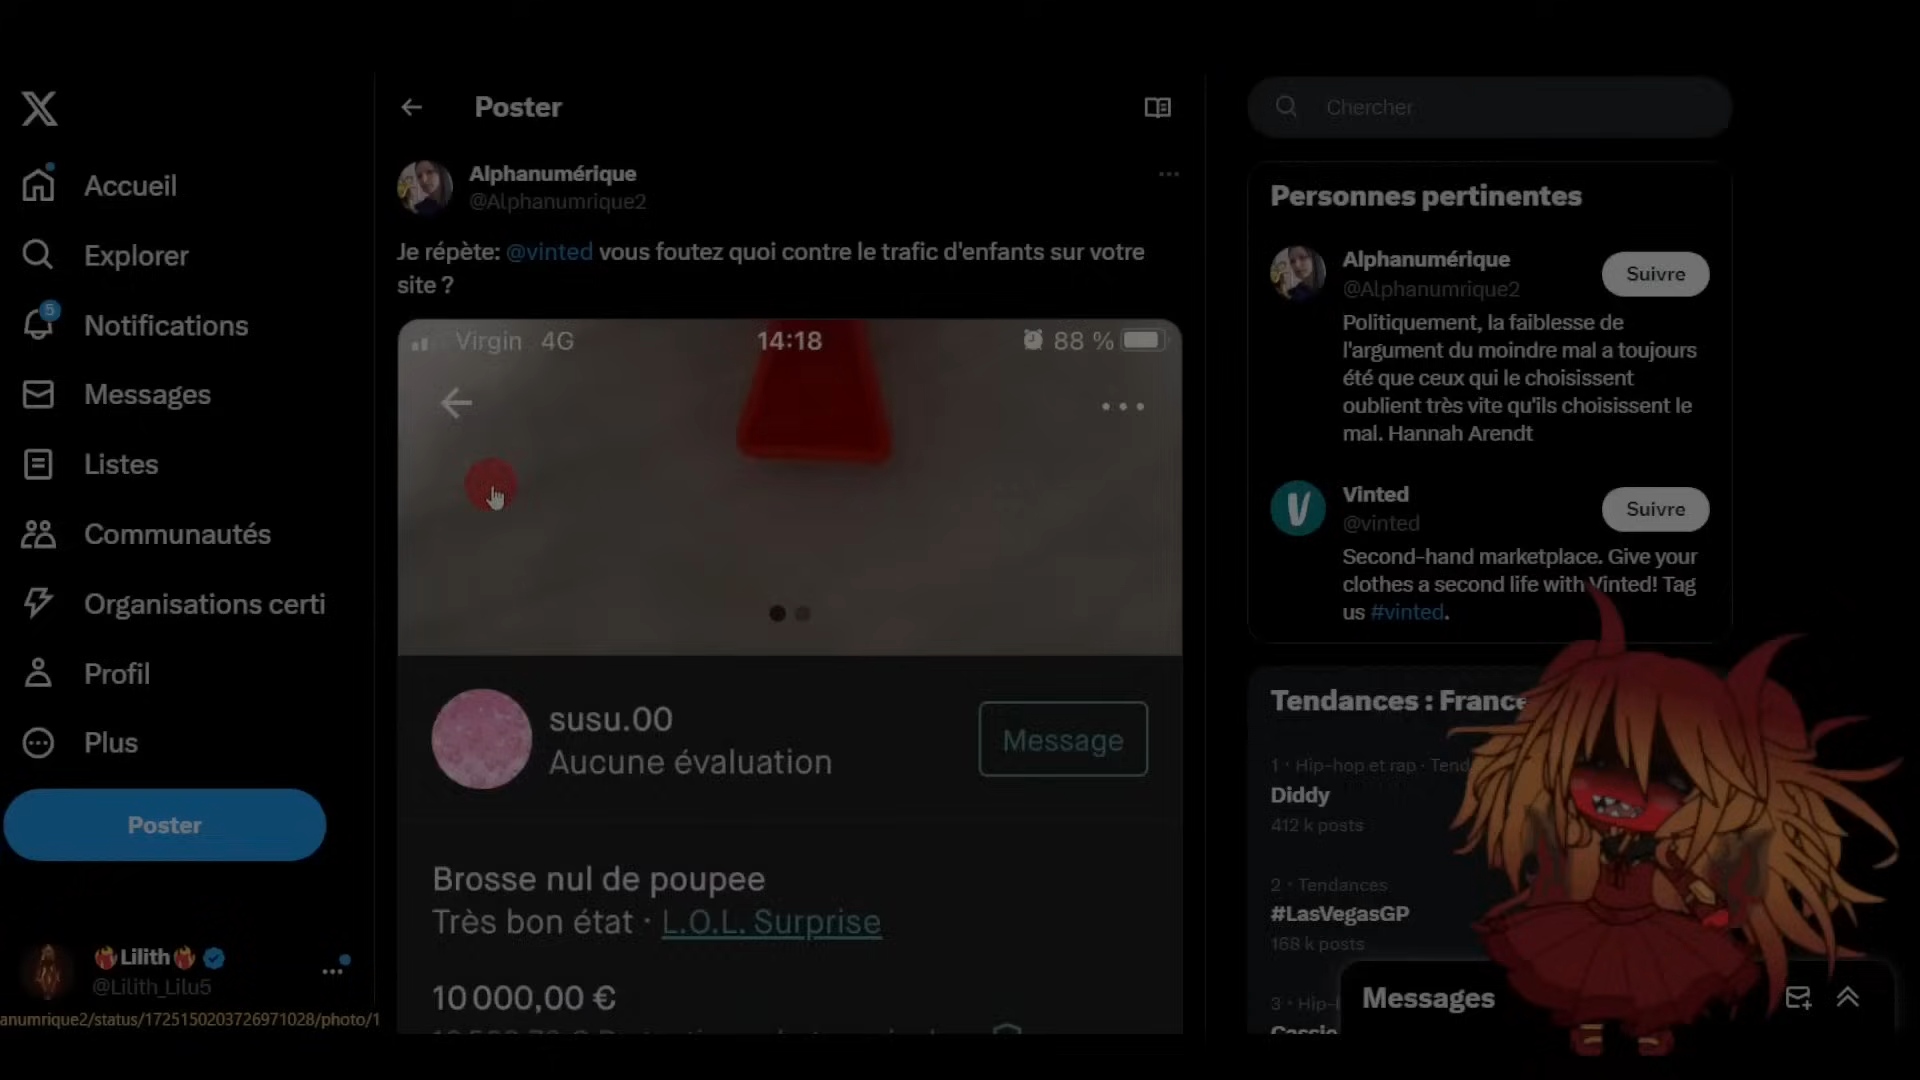 Accueil
Explorer
5
Notifications
Messages
Listes
Communautés
Organisations certi
Profil
Plus
Poster
🔥Lilith🔥
@Lilith_Lilu5
anumrique2/status/1725150203726971028/photo/1
Poster
Alphanumérique
@Alphanumrique2
Je répète: @vinted vous foutez quoi contre le trafic d'enfants sur votre
site ?
Virgin 4G 14:18 88 %
susu.00
Aucune évaluation
Message
Brosse nul de poupee
Très bon état · L.O.L. Surprise
10 000,00 €
Chercher
Personnes pertinentes
Alphanumérique
@Alphanumrique2
Suivre
Politiquement, la faiblesse de
l'argument du moindre mal a toujours
été que ceux qui le choisissent
oublient très vite qu'ils choisissent le
mal. Hannah Arendt
Vinted
@vinted
Suivre
Second-hand marketplace. Give your
clothes a second life with Vinted! Tag
us #vinted.
Tendances : France
1 · Hip-hop et rap · Tend
Diddy
412 k posts
2 · Tendances
#LasVegasGP
168 k posts
3 · Hip-
Cassie
Messages